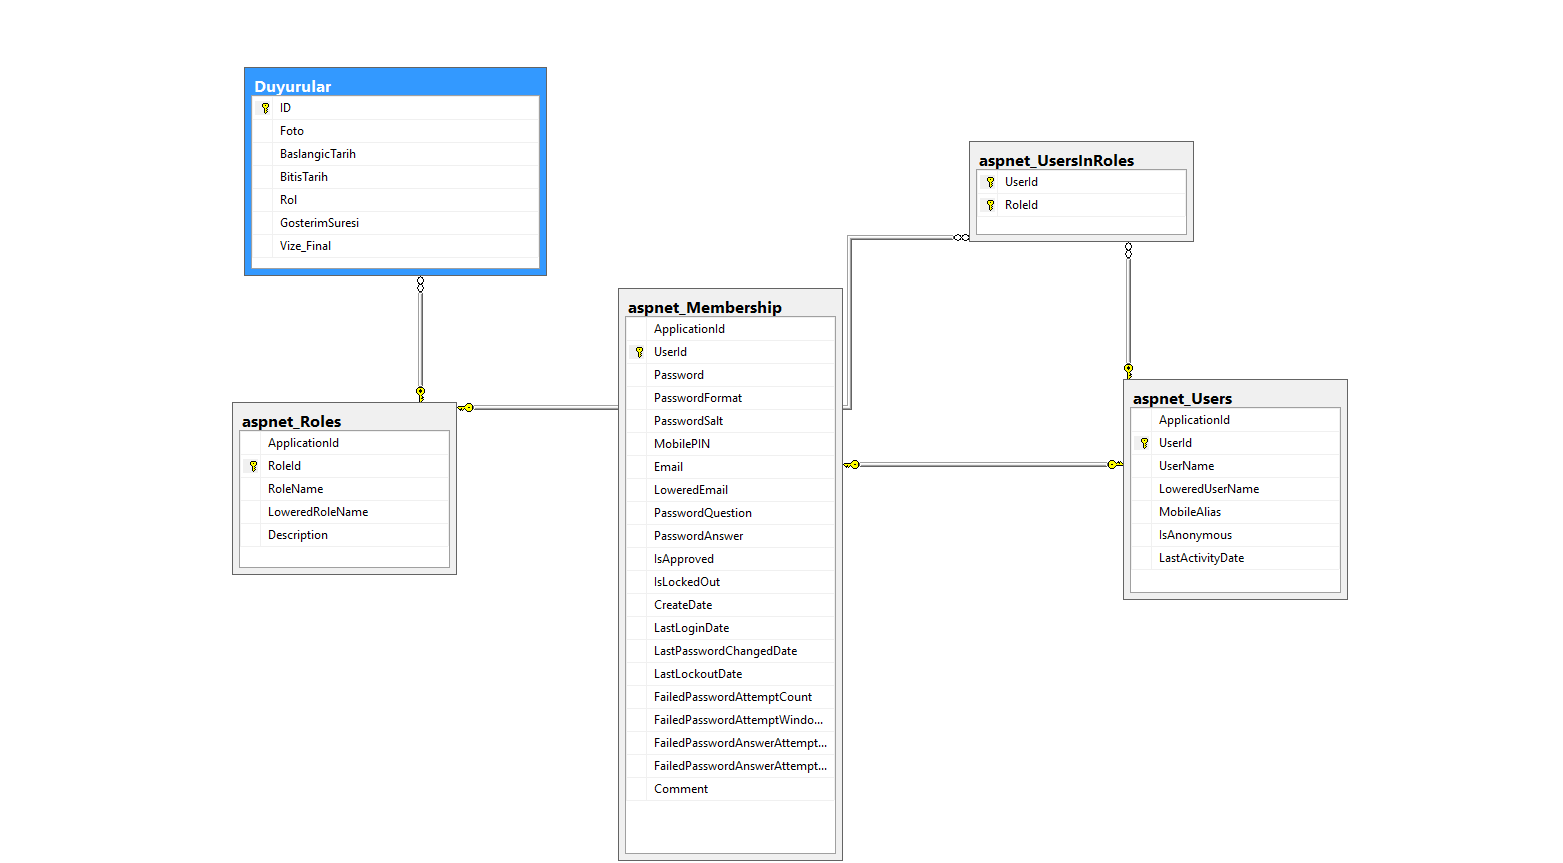 Duyurular
ID
Foto
BaslangicTarih
BitisTarih
Rol
GosterimSuresi
Vize_Final
aspnet_UsersInRoles
UserId
RoleId
aspnet_Membership
ApplicationId
UserId
Password
PasswordFormat
PasswordSalt
MobilePIN
Email
LoweredEmail
PasswordQuestion
PasswordAnswer
IsApproved
IsLockedOut
CreateDate
LastLoginDate
LastPasswordChangedDate
LastLockoutDate
FailedPasswordAttemptCount
FailedPasswordAttemptWindo...
FailedPasswordAnswerAttempt...
FailedPasswordAnswerAttempt...
Comment
aspnet_Roles
ApplicationId
RoleId
RoleName
LoweredRoleName
Description
aspnet_Users
ApplicationId
UserId
UserName
LoweredUserName
MobileAlias
IsAnonymous
LastActivityDate